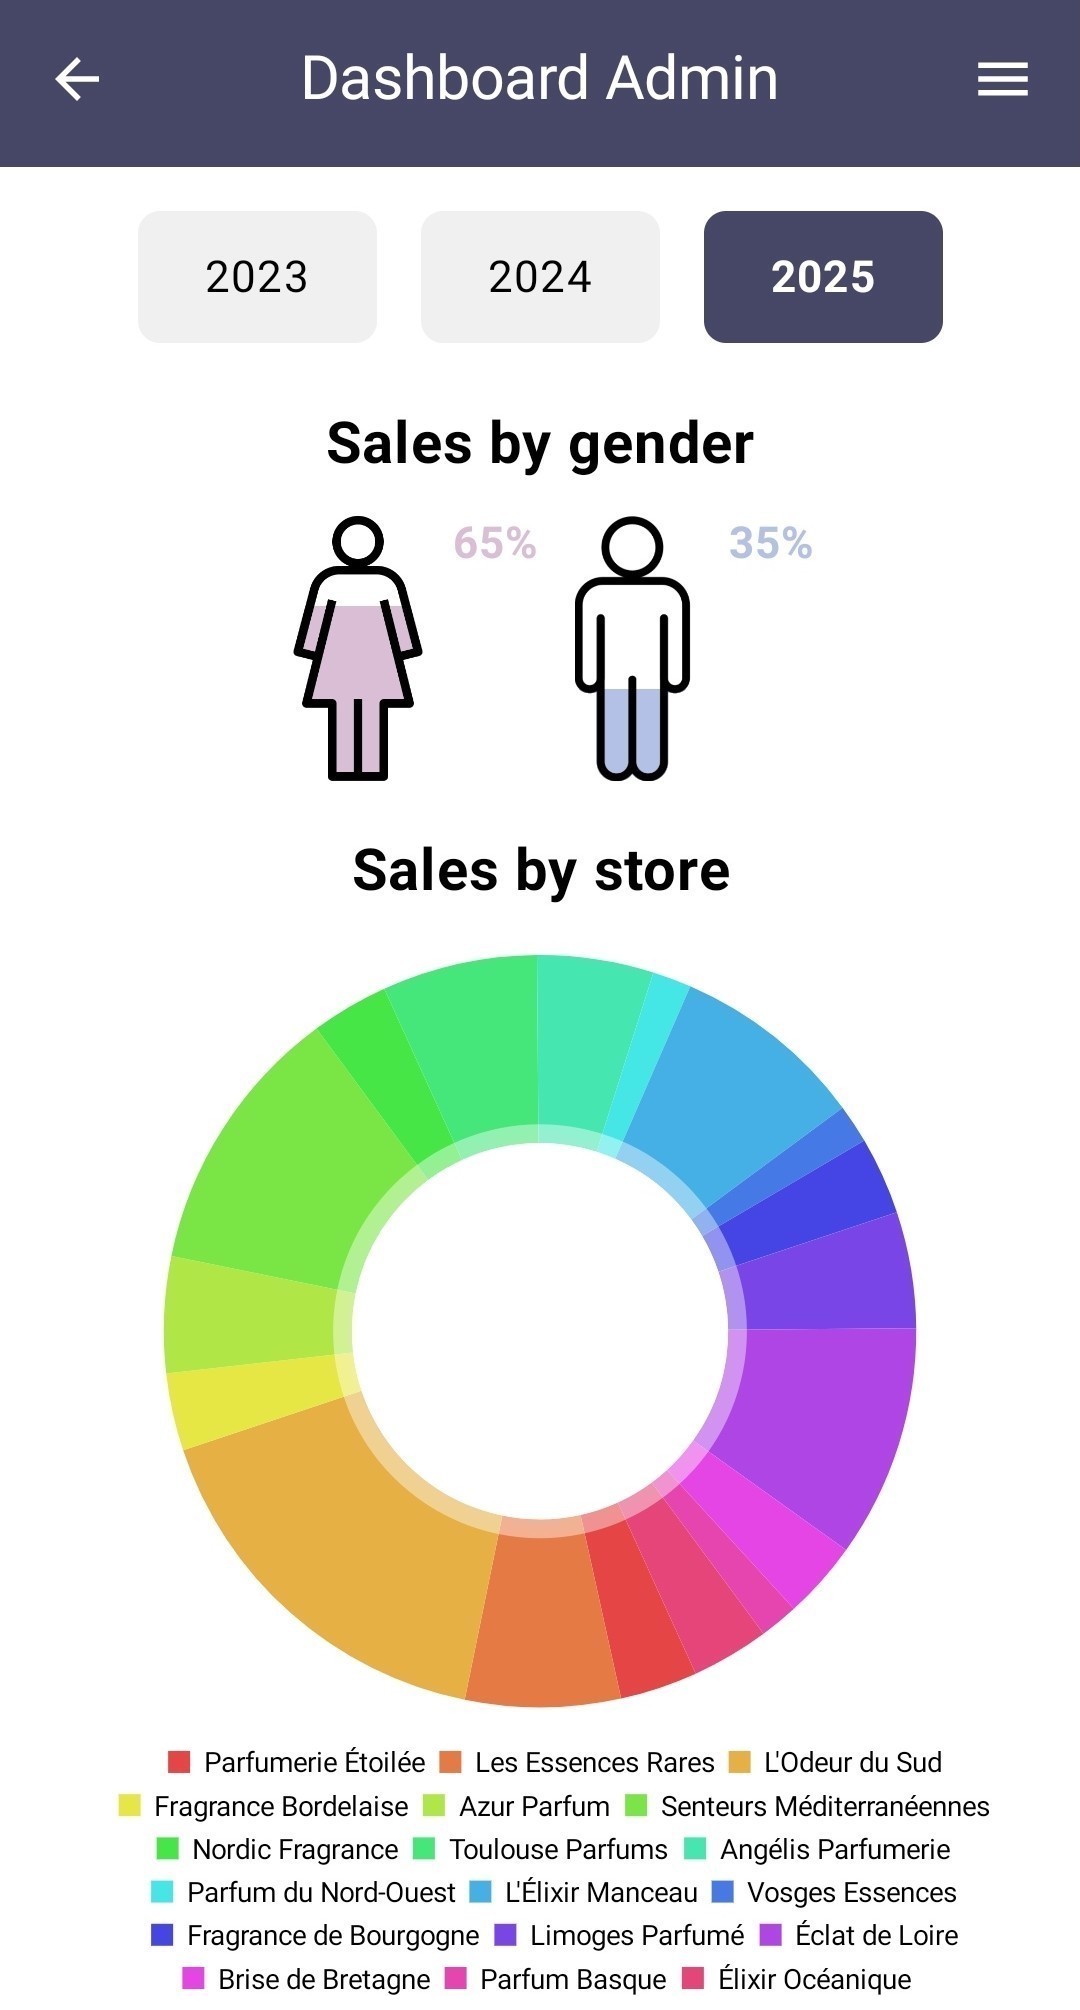 Dashboard Admin
2023 2024 2025
Sales by gender
65% 35%
Sales by store
Parfumerie Étoilée Les Essences Rares L'Odeur du Sud
Fragrance Bordelaise Azur Parfum Senteurs Méditerranéennes
Nordic Fragrance Toulouse Parfums Angélis Parfumerie
Parfum du Nord-Ouest L'Élixir Manceau Vosges Essences
Fragrance de Bourgogne Limoges Parfumé Éclat de Loire
Brise de Bretagne Parfum Basque Élixir Océanique